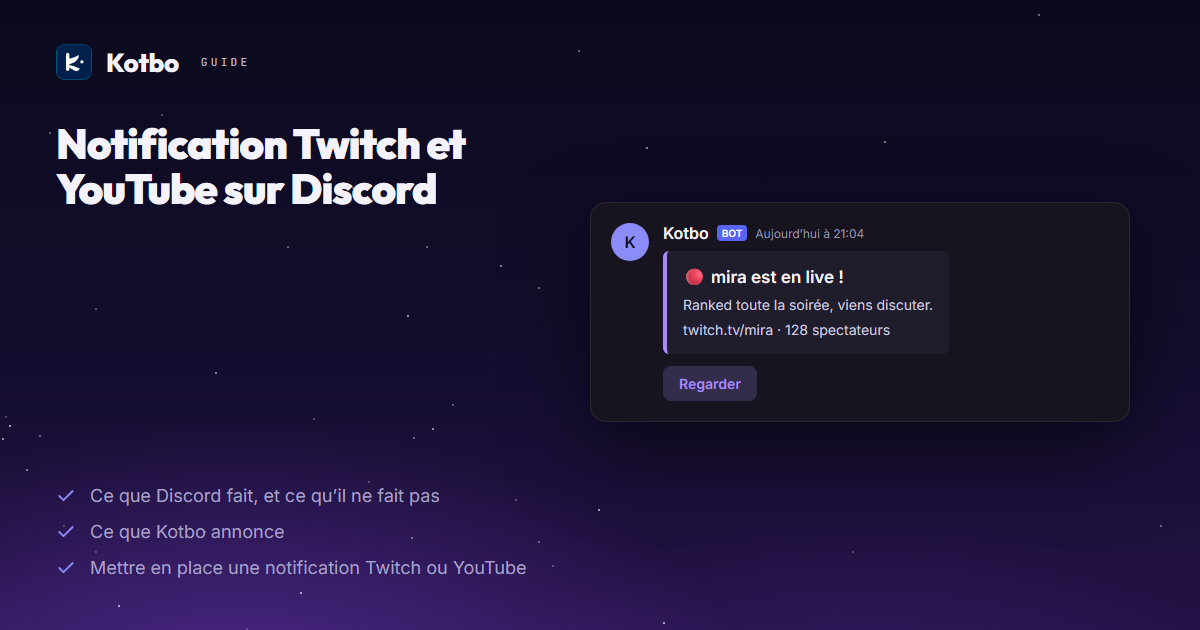 Kotbo GUIDE
Notification Twitch et
YouTube sur Discord
K
Kotbo BOT Aujourd’hui à 21:04
mira est en live !
Ranked toute la soirée, viens discuter.
twitch.tv/mira · 128 spectateurs
Regarder
Ce que Discord fait, et ce qu’il ne fait pas
Ce que Kotbo annonce
Mettre en place une notification Twitch ou YouTube